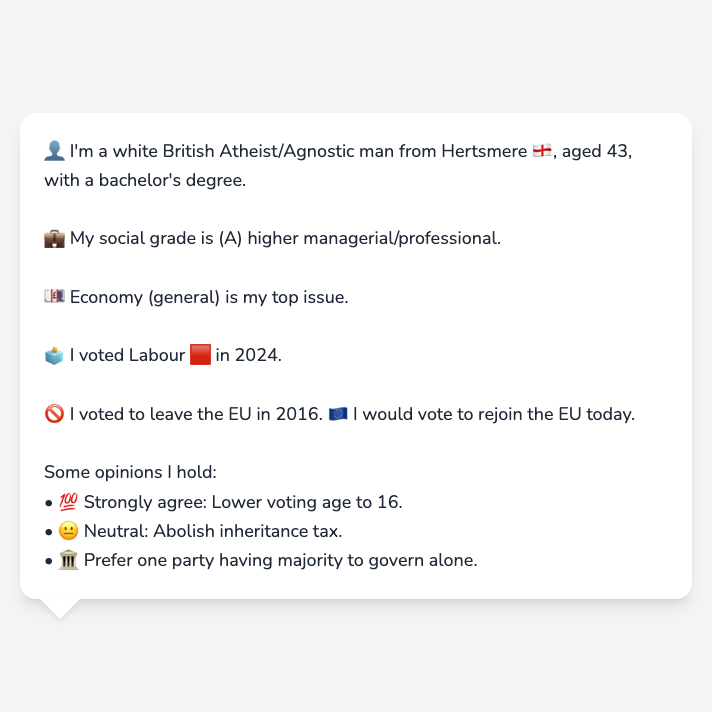 👤 I'm a white British Atheist/Agnostic man from Hertsmere 🏴󠁧󠁢󠁥󠁮󠁧󠁿, aged 43,
with a bachelor's degree.
💼 My social grade is (A) higher managerial/professional.
💷 Economy (general) is my top issue.
🗳️ I voted Labour 🟥 in 2024.
🚫 I voted to leave the EU in 2016. 🇪🇺 I would vote to rejoin the EU today.
Some opinions I hold:
• 💯 Strongly agree: Lower voting age to 16.
• 😐 Neutral: Abolish inheritance tax.
• 🏛️ Prefer one party having majority to govern alone.